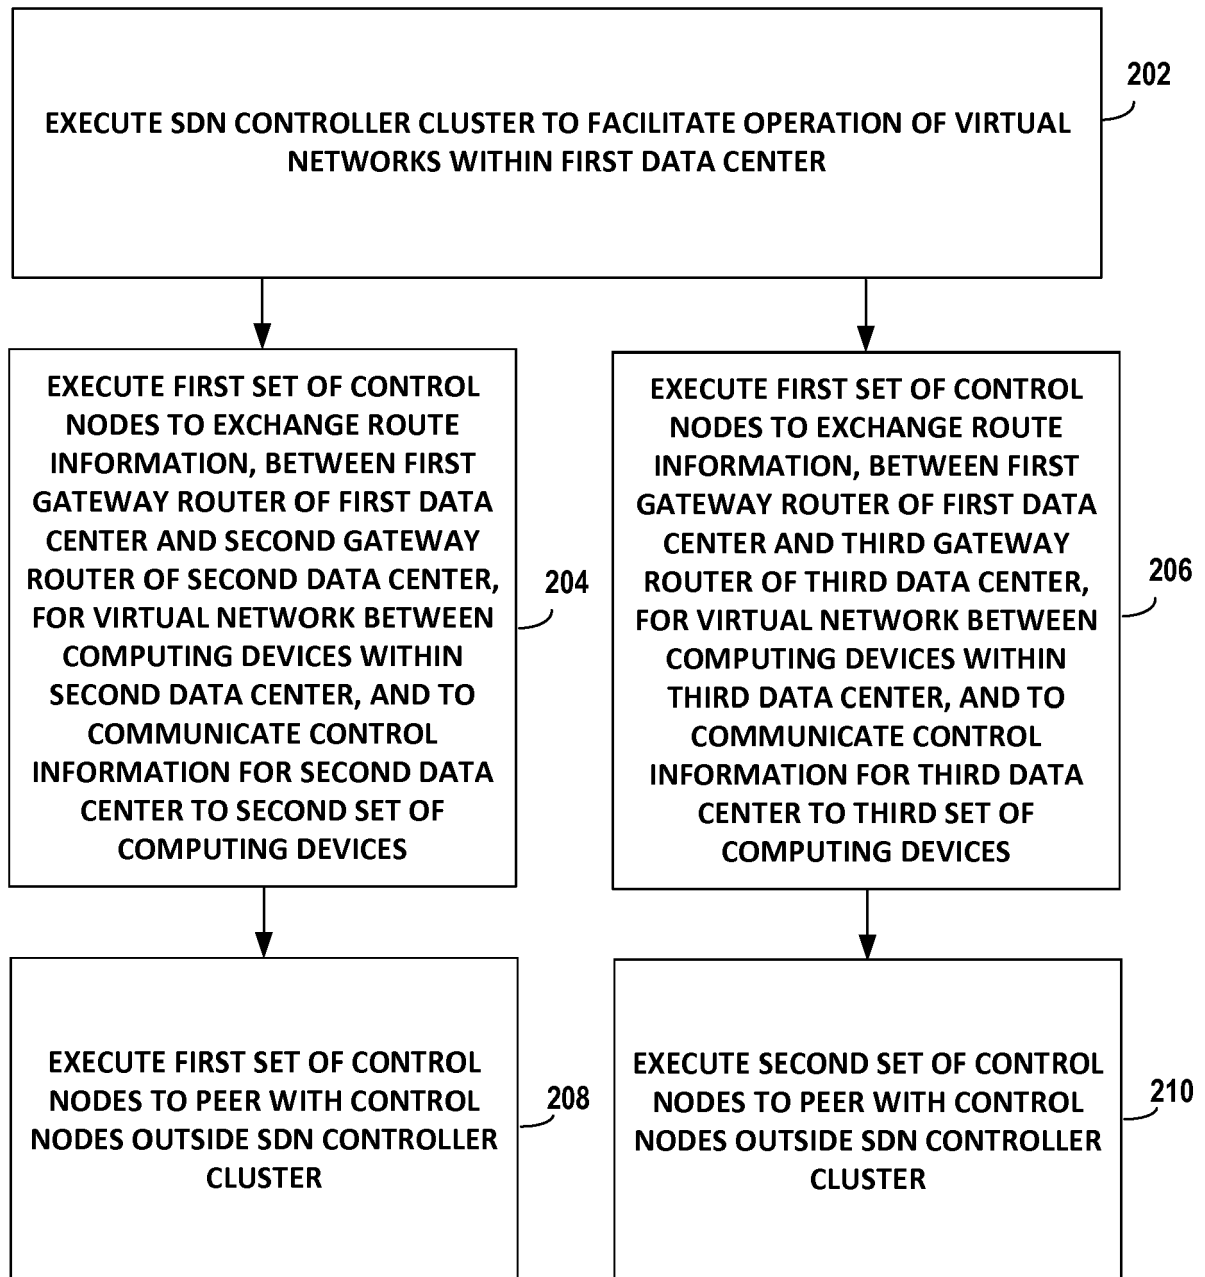 EXECUTE SDN CONTROLLER CLUSTER TO FACILITATE OPERATION OF VIRTUAL
NETWORKS WITHIN FIRST DATA CENTER
202
EXECUTE FIRST SET OF CONTROL
NODES TO EXCHANGE ROUTE
INFORMATION, BETWEEN FIRST
GATEWAY ROUTER OF FIRST DATA
CENTER AND SECOND GATEWAY
ROUTER OF SECOND DATA CENTER,
FOR VIRTUAL NETWORK BETWEEN
COMPUTING DEVICES WITHIN
SECOND DATA CENTER, AND TO
COMMUNICATE CONTROL
INFORMATION FOR SECOND DATA
CENTER TO SECOND SET OF
COMPUTING DEVICES
204
EXECUTE FIRST SET OF CONTROL
NODES TO EXCHANGE ROUTE
INFORMATION, BETWEEN FIRST
GATEWAY ROUTER OF FIRST DATA
CENTER AND THIRD GATEWAY
ROUTER OF THIRD DATA CENTER,
FOR VIRTUAL NETWORK BETWEEN
COMPUTING DEVICES WITHIN
THIRD DATA CENTER, AND TO
COMMUNICATE CONTROL
INFORMATION FOR THIRD DATA
CENTER TO THIRD SET OF
COMPUTING DEVICES
206
EXECUTE FIRST SET OF CONTROL
NODES TO PEER WITH CONTROL
NODES OUTSIDE SDN CONTROLLER
CLUSTER
208
EXECUTE SECOND SET OF CONTROL
NODES TO PEER WITH CONTROL
NODES OUTSIDE SDN CONTROLLER
CLUSTER
210